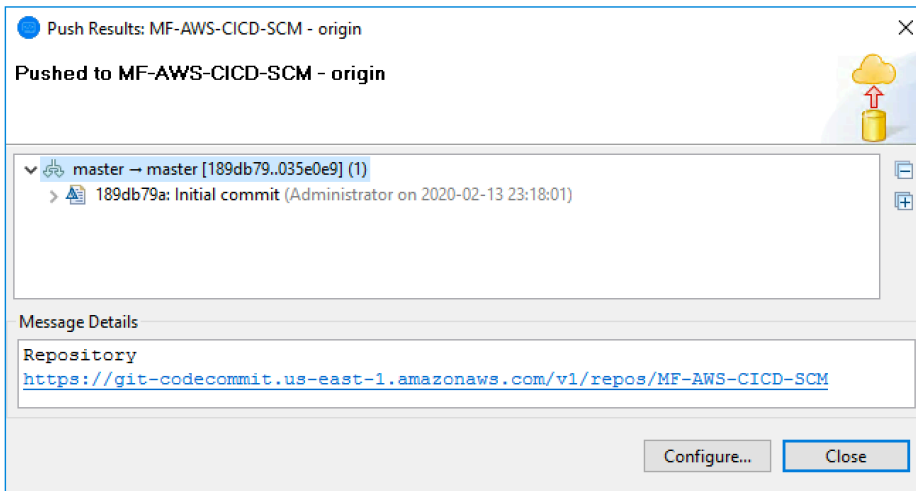 Push Results: MF-AWS-CICD-SCM - origin
Pushed to MF-AWS-CICD-SCM - origin
master → master [189db79..035e0e9] (1)
189db79a: Initial commit (Administrator on 2020-02-13 23:18:01)
Message Details
Repository
https://git-codecommit.us-east-1.amazonaws.com/v1/repos/MF-AWS-CICD-SCM
Configure... Close